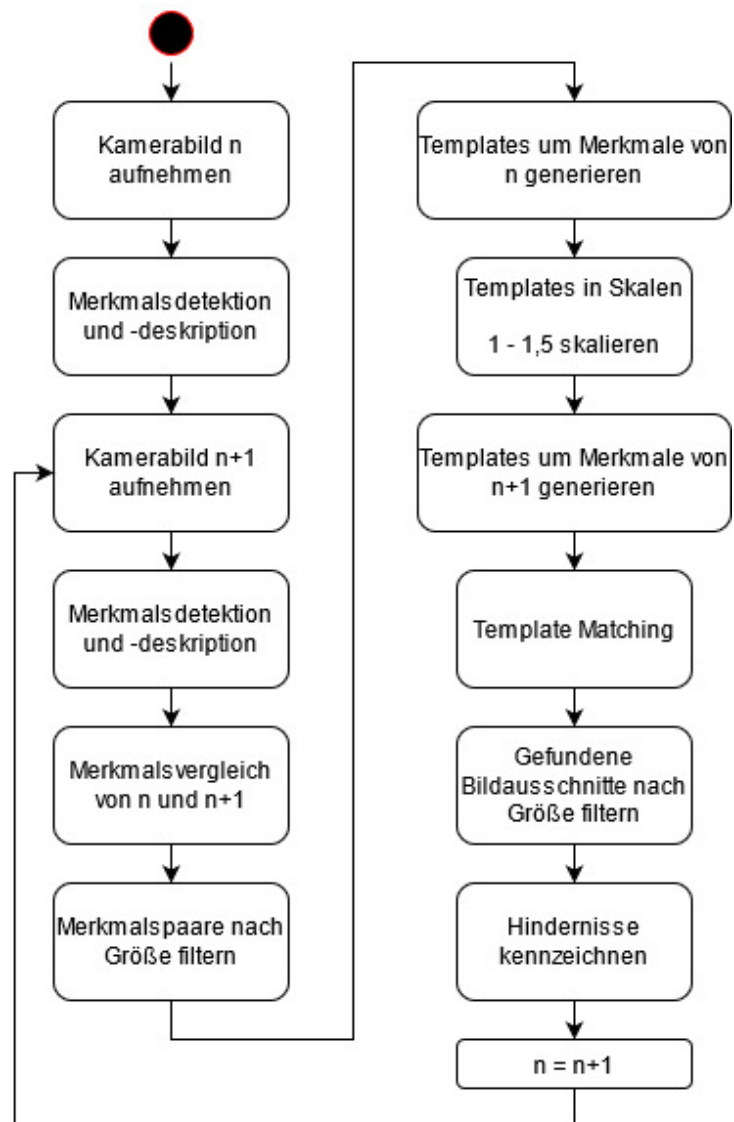 Kamerabild n
aufnehmen
Merkmalsdetektion
und -deskription
Kamerabild n+1
aufnehmen
Merkmalsdetektion
und -deskription
Merkmalsvergleich
von n und n+1
Merkmalspaare nach
Größe filtern
Templates um Merkmale von
n generieren
Templates in Skalen
1 - 1,5 skalieren
Templates um Merkmale von
n+1 generieren
Template Matching
Gefundene
Bildausschnitte nach
Größe filtern
Hindernisse
kennzeichnen
n = n+1